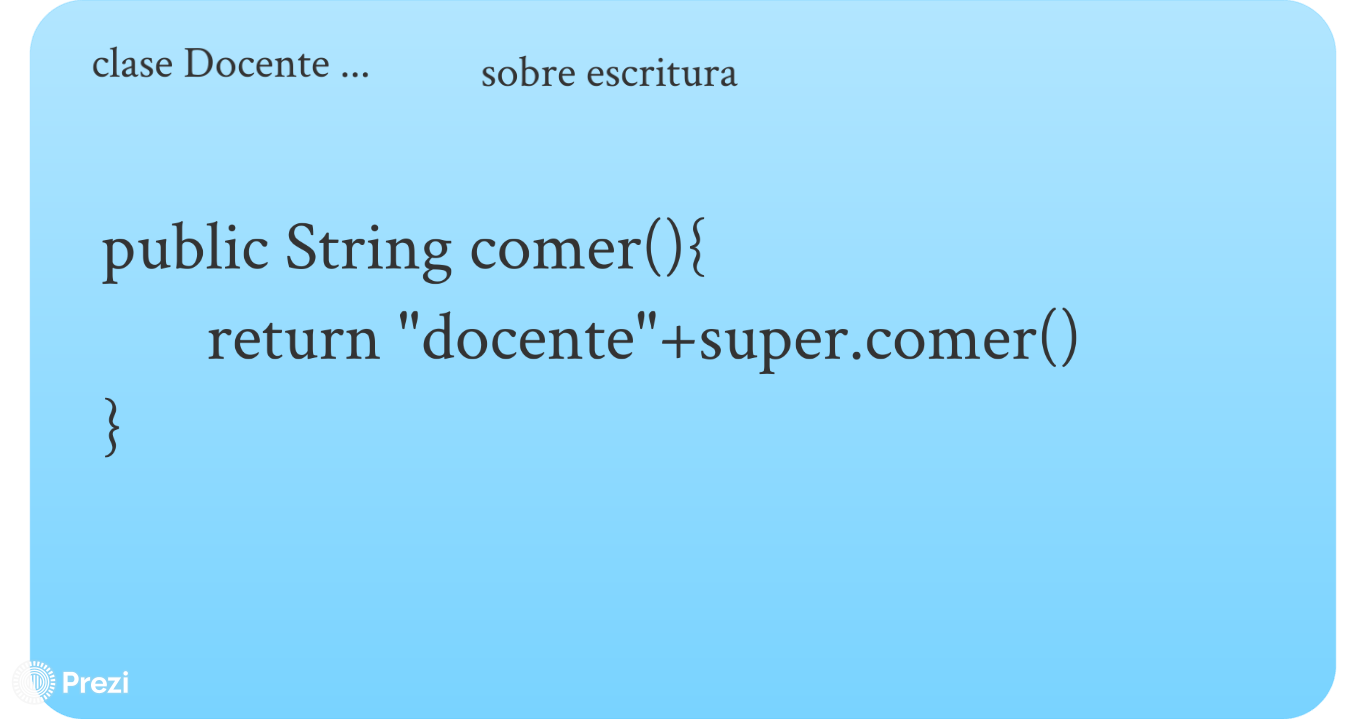 clase Docente ...
sobre escritura
public String comer(){
return "docente"+super.comer()
}
Prezi